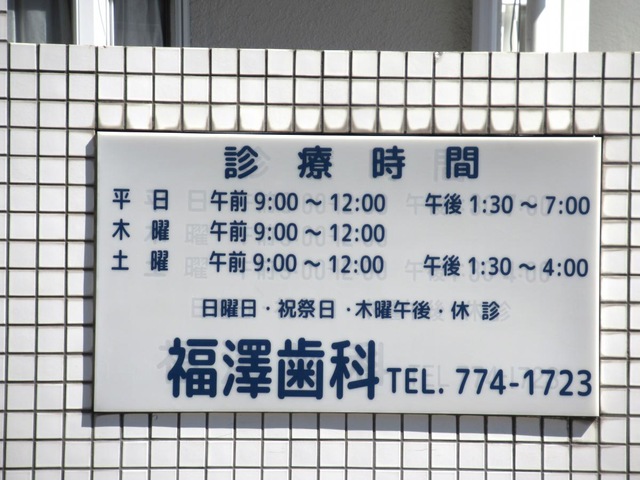 診療時間
平日 午前 9:00～12:00 午後 1:30～7:00
木曜 午前 9:00～12:00
土曜 午前 9:00～12:00 午後 1:30～4:00
日曜日・祝祭日・木曜午後・休診
福澤歯科 TEL. 774-1723